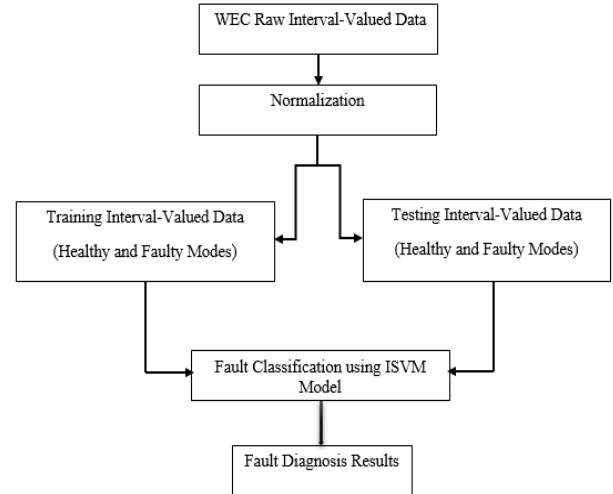 WEC Raw Interval-Valued Data
Normalization
Training Interval-Valued Data
(Healthy and Faulty Modes)
Testing Interval-Valued Data
(Healthy and Faulty Modes)
Fault Classification using ISVM
Model
Fault Diagnosis Results